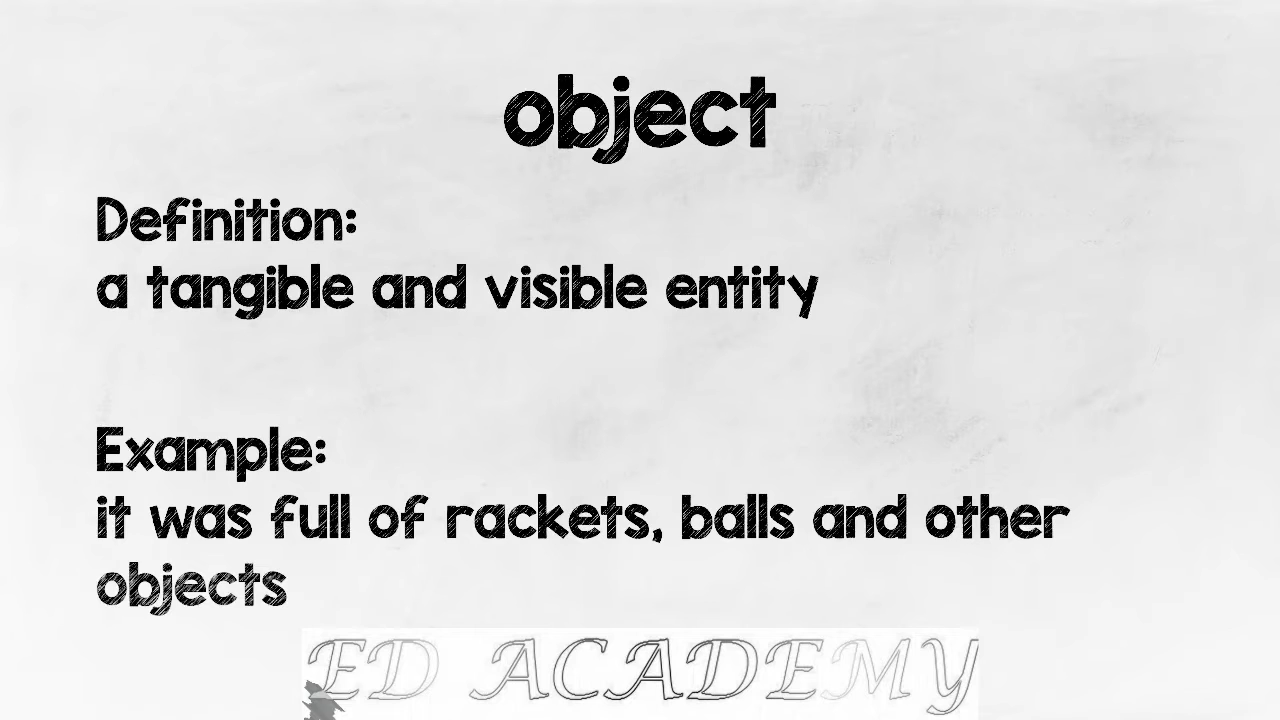 object
Definition:
a tangible and visible entity
Example:
it was full of rackets, balls and other
objects
ED ACADEMY